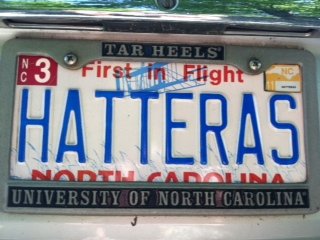 TAR HEELS
NC 3
First in Flight
NC
HATTERAS
NORTH CAROLINA
UNIVERSITY OF NORTH CAROLINA